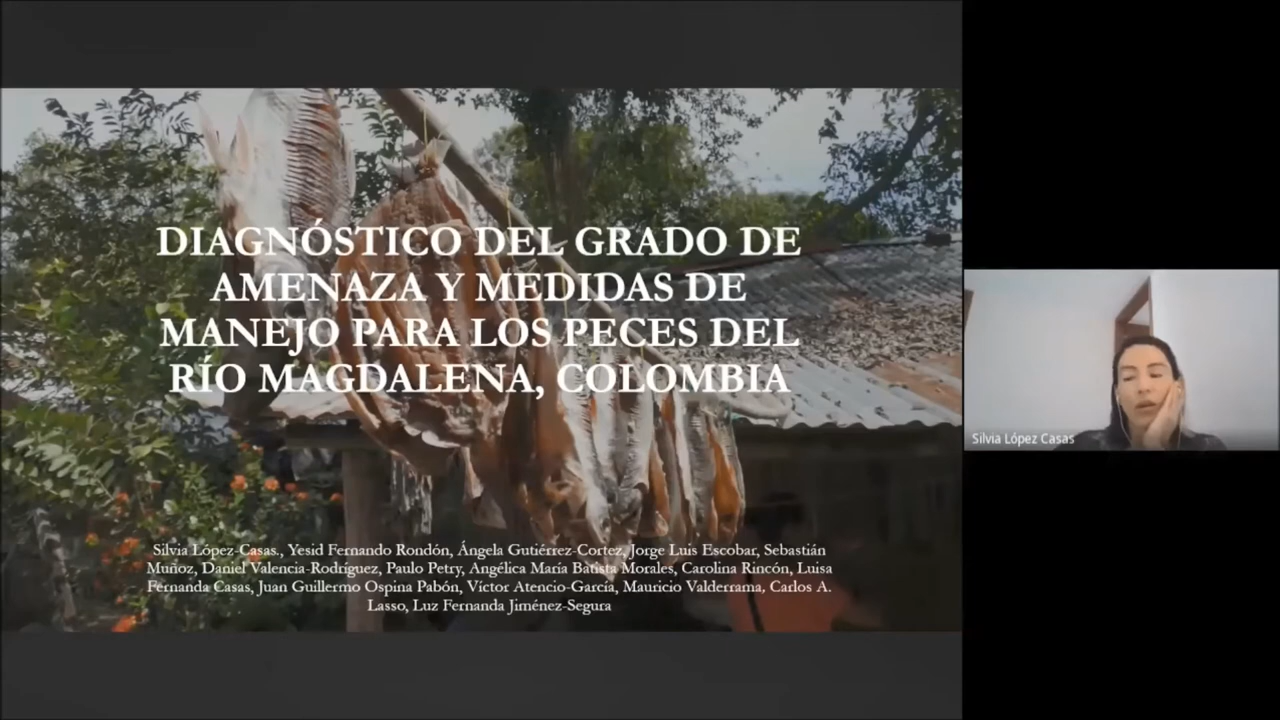 DIAGNÓSTICO DEL GRADO DE
AMENAZA Y MEDIDAS DE
MANEJO PARA LOS PECES DEL
RÍO MAGDALENA, COLOMBIA
Silvia López-Casas., Yesid Fernando Rondón, Ángela Gutiérrez-Cortez, Jorge Luis Escobar, Sebastián
Muñoz, Daniel Valencia-Rodríguez, Paulo Petry, Angélica María Batista Morales, Carolina Rincón, Luisa
Fernanda Casas, Juan Guillermo Ospina Pabón, Víctor Atencio-García, Mauricio Valderrama, Carlos A.
Lasso, Luz Fernanda Jiménez-Segura
Silvia López Casas